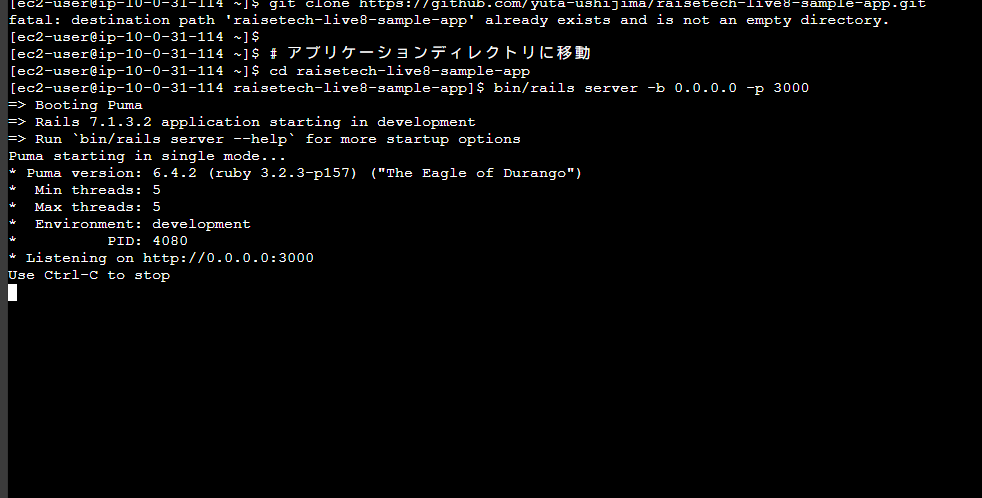 [ec2-user@ip-10-0-31-114 ~]$ git clone https://github.com/yuta-ushijima/raisetech-live8-sample-app.git
fatal: destination path 'raisetech-live8-sample-app' already exists and is not an empty directory.
[ec2-user@ip-10-0-31-114 ~]$
[ec2-user@ip-10-0-31-114 ~]$ # アプリケーションディレクトリに移動
[ec2-user@ip-10-0-31-114 ~]$ cd raisetech-live8-sample-app
[ec2-user@ip-10-0-31-114 raisetech-live8-sample-app]$ bin/rails server -b 0.0.0.0 -p 3000
=> Booting Puma
=> Rails 7.1.3.2 application starting in development
=> Run `bin/rails server --help` for more startup options
Puma starting in single mode...
* Puma version: 6.4.2 (ruby 3.2.3-p157) ("The Eagle of Durango")
*  Min threads: 5
*  Max threads: 5
*  Environment: development
*          PID: 4080
* Listening on http://0.0.0.0:3000
Use Ctrl-C to stop